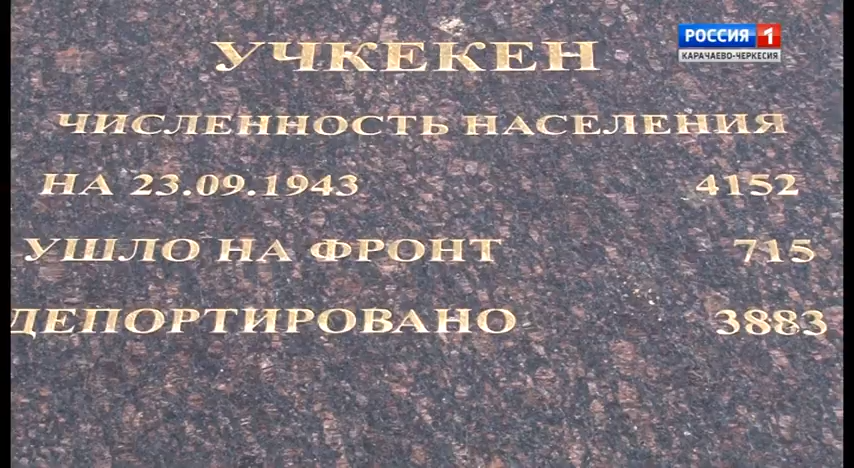 РОССИЯ 1
КАРАЧАЕВО-ЧЕРКЕСИЯ
УЧКЕКЕН
ЧИСЛЕННОСТЬ НАСЕЛЕНИЯ
НА 23.09.1943 4152
УШЛО НА ФРОНТ 715
ДЕПОРТИРОВАНО 3883